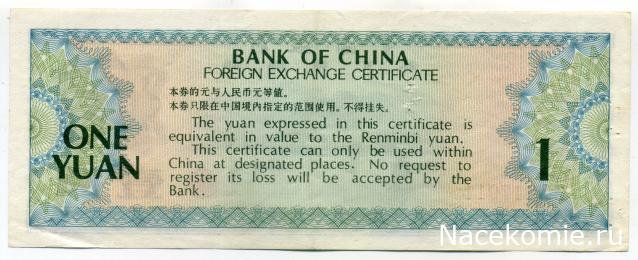 BANK OF CHINA
FOREIGN EXCHANGE CERTIFICATE
本券的元与人民币元等值。
本券只限在中国境内指定的范围使用。不得挂失。
The yuan expressed in this certificate is
equivalent in value to the Renminbi yuan.
This certificate can only be used within
China at designated places. No request to
register its loss will be accepted by the
Bank.
ONE
YUAN
1
Nacekomie.ru